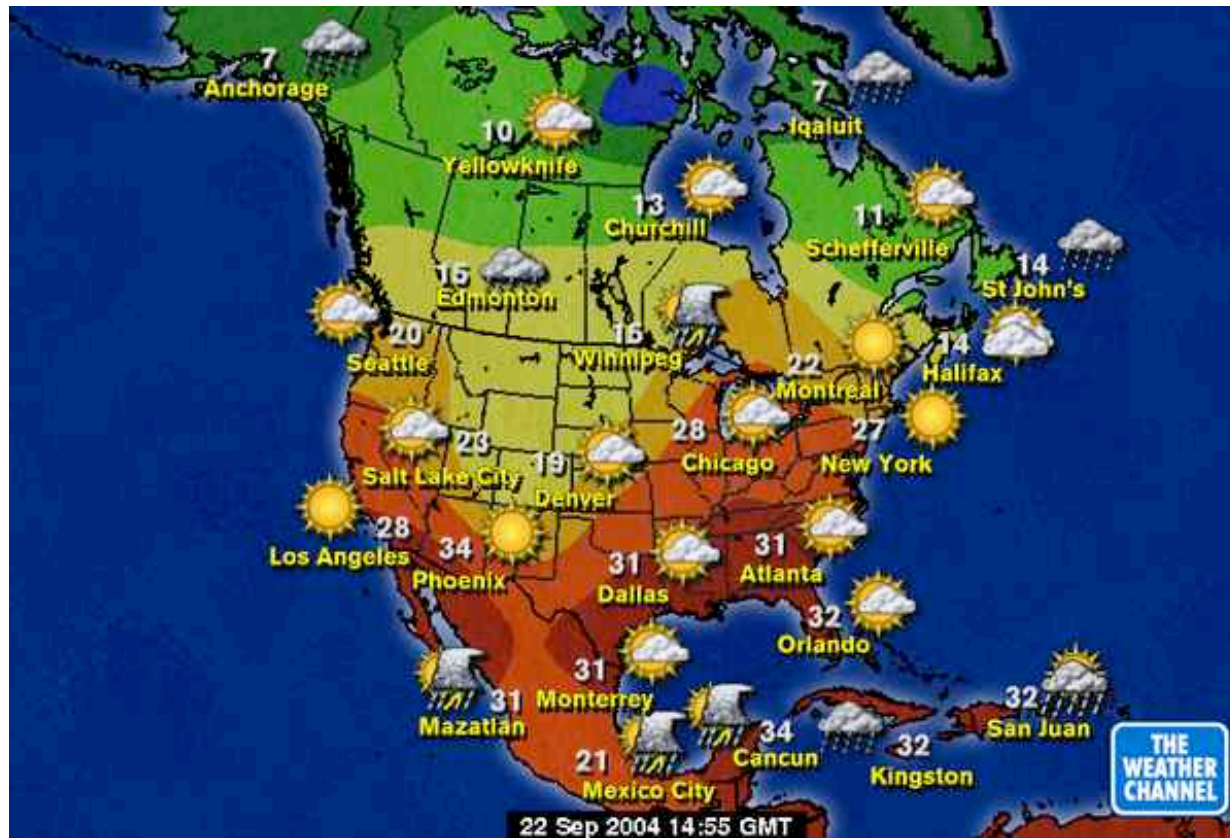 7
Anchorage
7
Iqaluit
10
Yellowknife
13
Churchill
11
Schefferville
14
St John's
15
Edmonton
20
Seattle
16
Winnipeg
22
Montreal
14
Halifax
23
Salt Lake City
19
Denver
28
Chicago
27
New York
28
Los Angeles
34
Phoenix
31
Dallas
31
Atlanta
32
Orlando
31
Mazatlan
31
Monterrey
21
Mexico City
34
Cancun
32
Kingston
32
San Juan
THE
WEATHER
CHANNEL
22 Sep 2004 14:55 GMT